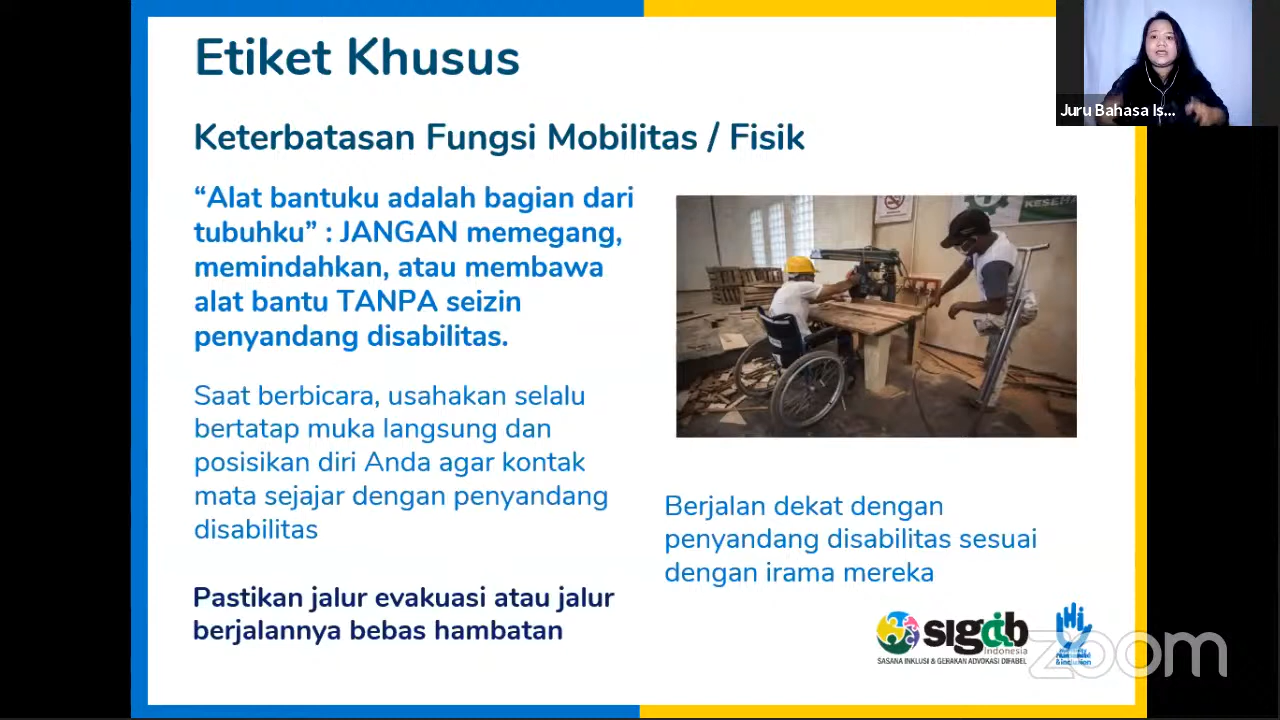 Etiket Khusus
Juru Bahasa Is...
Keterbatasan Fungsi Mobilitas / Fisik
“Alat bantuku adalah bagian dari
tubuhku” : JANGAN memegang,
memindahkan, atau membawa
alat bantu TANPA seizin
penyandang disabilitas.
KESEHA
Saat berbicara, usahakan selalu
bertatap muka langsung dan
posisikan diri Anda agar kontak
mata sejajar dengan penyandang
disabilitas
Berjalan dekat dengan
penyandang disabilitas sesuai
dengan irama mereka
Pastikan jalur evakuasi atau jalur
berjalannya bebas hambatan
sigab
Indonesia
SASANA INKLUSI & GERAKAN ADVOKASI DIFABEL
& inclusion
zoom